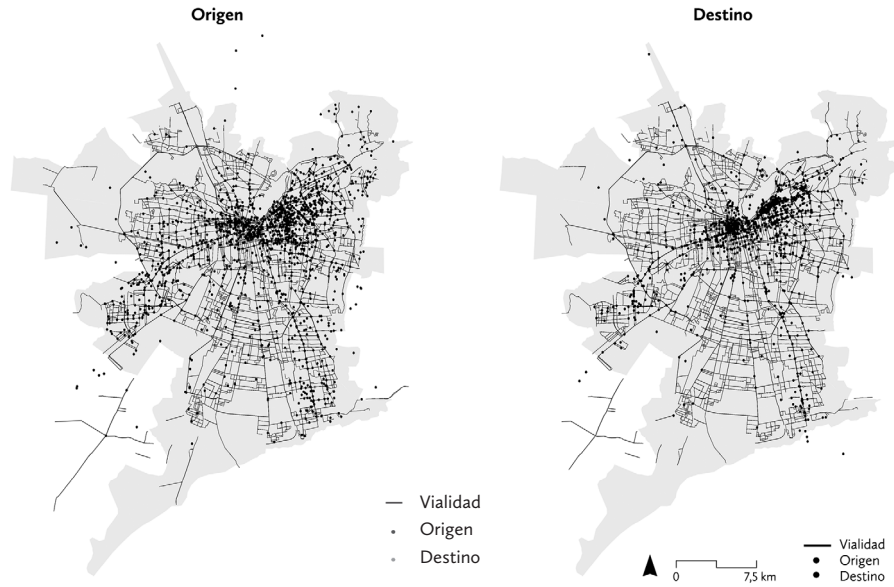 Origen
Destino
Vialidad
Origen
Destino
0 7,5 km
Vialidad
Origen
Destino